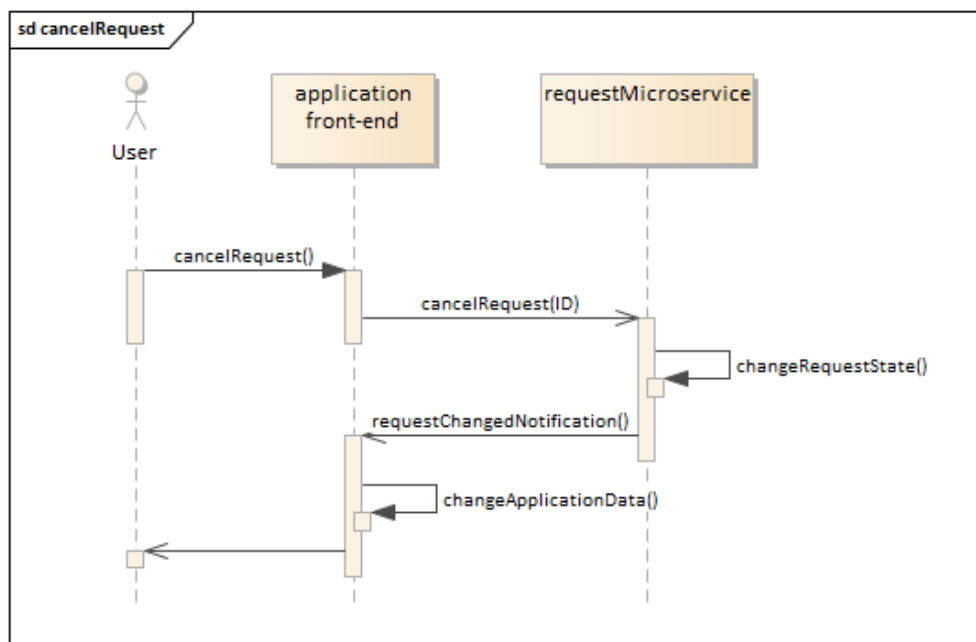 sd cancelRequest
application
front-end
requestMicroservice
User
cancelRequest()
cancelRequest(ID)
changeRequestState()
requestChangedNotification()
changeApplicationData()